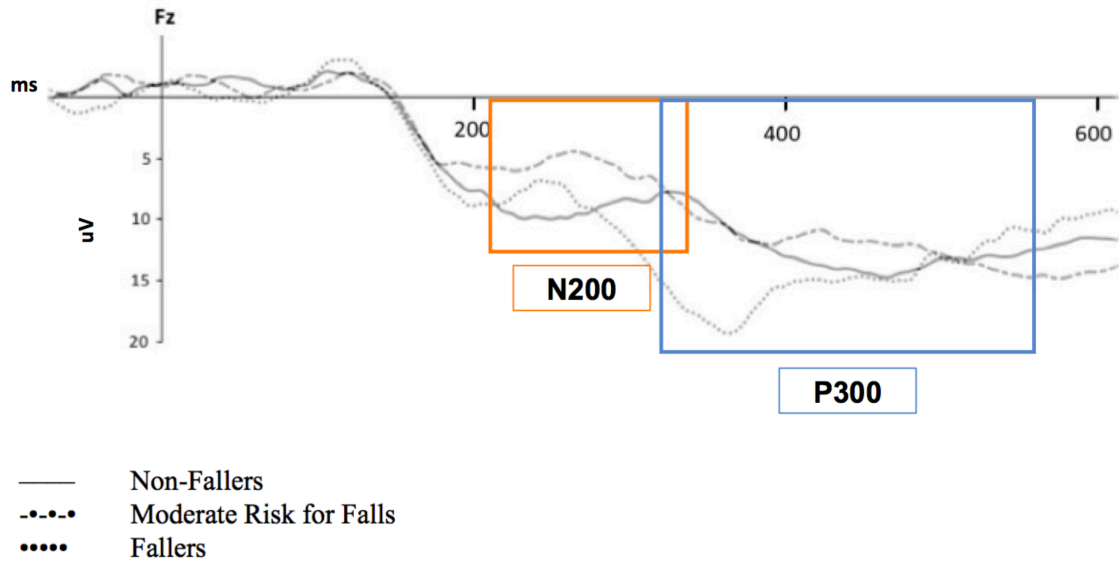 Fz
ms
200
400
600
5
10
15
20
uV
N200
P300
Non-Fallers
Moderate Risk for Falls
Fallers